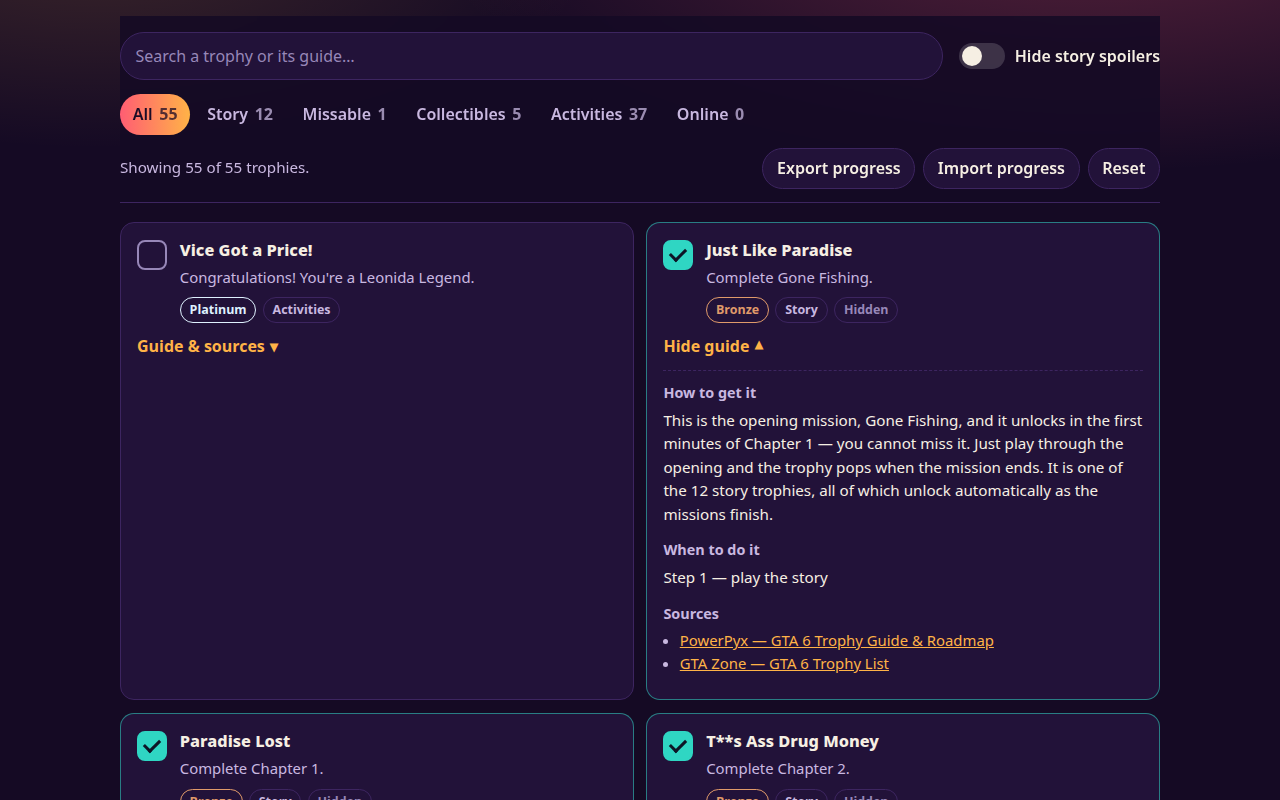 Search a trophy or its guide…
Hide story spoilers
All 55
Story 12
Missable 1
Collectibles 5
Activities 37
Online 0
Showing 55 of 55 trophies.
Export progress
Import progress
Reset
Vice Got a Price!
Congratulations! You're a Leonida Legend.
Platinum
Activities
Guide & sources ▾
Just Like Paradise
Complete Gone Fishing.
Bronze
Story
Hidden
Hide guide ▴
How to get it
This is the opening mission, Gone Fishing, and it unlocks in the first
minutes of Chapter 1 — you cannot miss it. Just play through the
opening and the trophy pops when the mission ends. It is one of
the 12 story trophies, all of which unlock automatically as the
missions finish.
When to do it
Step 1 — play the story
Sources
• PowerPyx — GTA 6 Trophy Guide & Roadmap
• GTA Zone — GTA 6 Trophy List
Paradise Lost
Complete Chapter 1.
Bronze
Story
Hidden
T**s Ass Drug Money
Complete Chapter 2.
Bronze
Story
Hidden